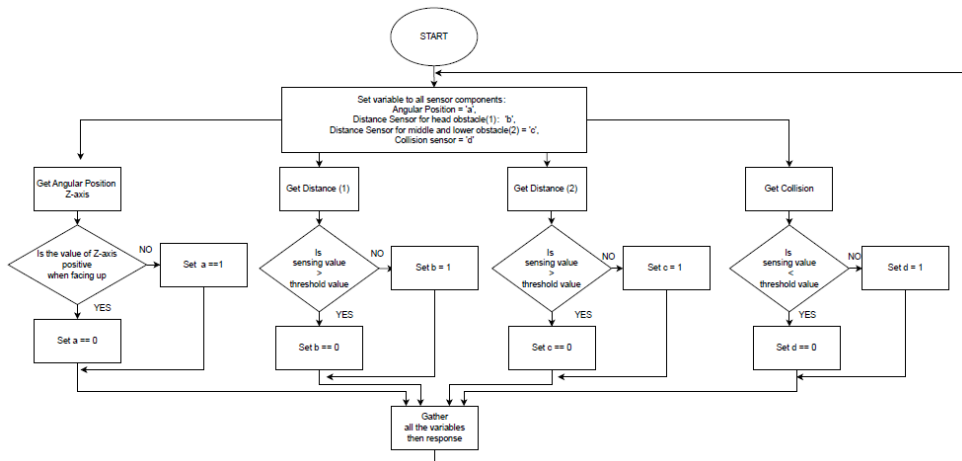 START
Set variable to all sensor components:
Angular Position = 'a',
Distance Sensor for head obstacle(1): 'b',
Distance Sensor for middle and lower obstacle(2) = 'c',
Collision sensor = 'd'
Get Angular Position
Z-axis
Get Distance (1)
Get Distance (2)
Get Collision
Is the value of Z-axis
positive
when facing up
NO
Set a ==1
YES
Set a == 0
Is
sensing value
>
threshold value
NO
Set b = 1
YES
Set b == 0
Is
sensing value
>
threshold value
NO
Set c = 1
YES
Set c == 0
Is
sensing value
<
threshold value
NO
Set d = 1
YES
Set d == 0
Gather
all the variables
then response